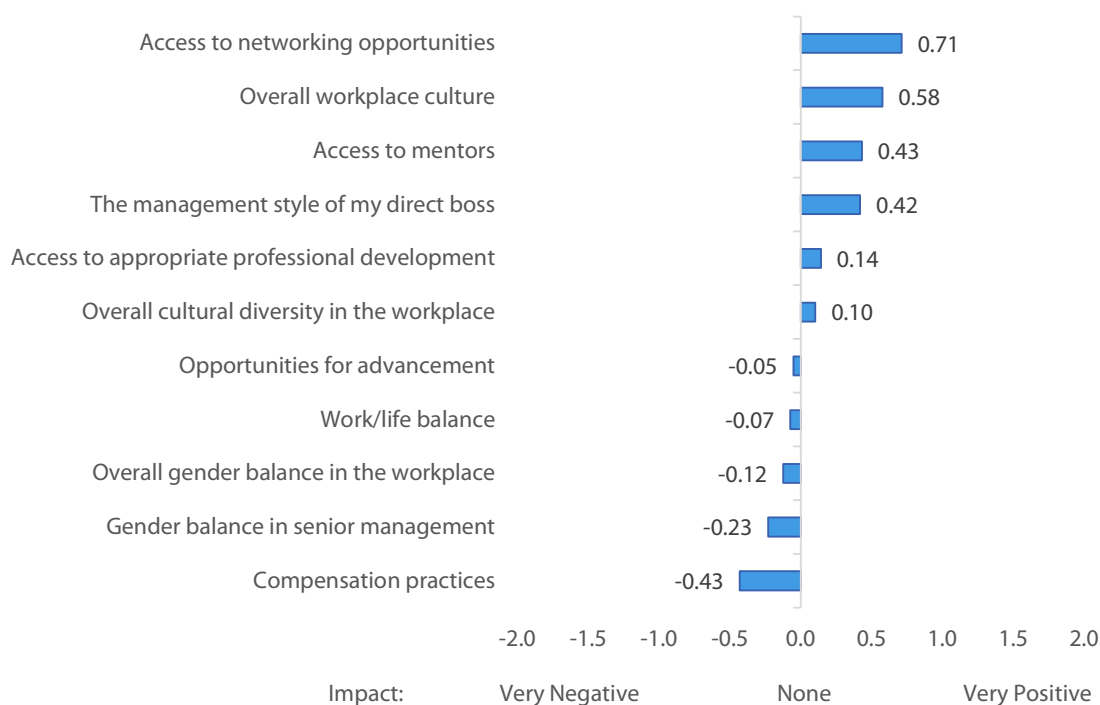 Access to networking opportunities 0.71
Overall workplace culture 0.58
Access to mentors 0.43
The management style of my direct boss 0.42
Access to appropriate professional development 0.14
Overall cultural diversity in the workplace 0.10
Opportunities for advancement -0.05
Work/life balance -0.07
Overall gender balance in the workplace -0.12
Gender balance in senior management -0.23
Compensation practices -0.43
-2.0 -1.5 -1.0 -0.5 0.0 0.5 1.0 1.5 2.0
Impact: Very Negative None Very Positive